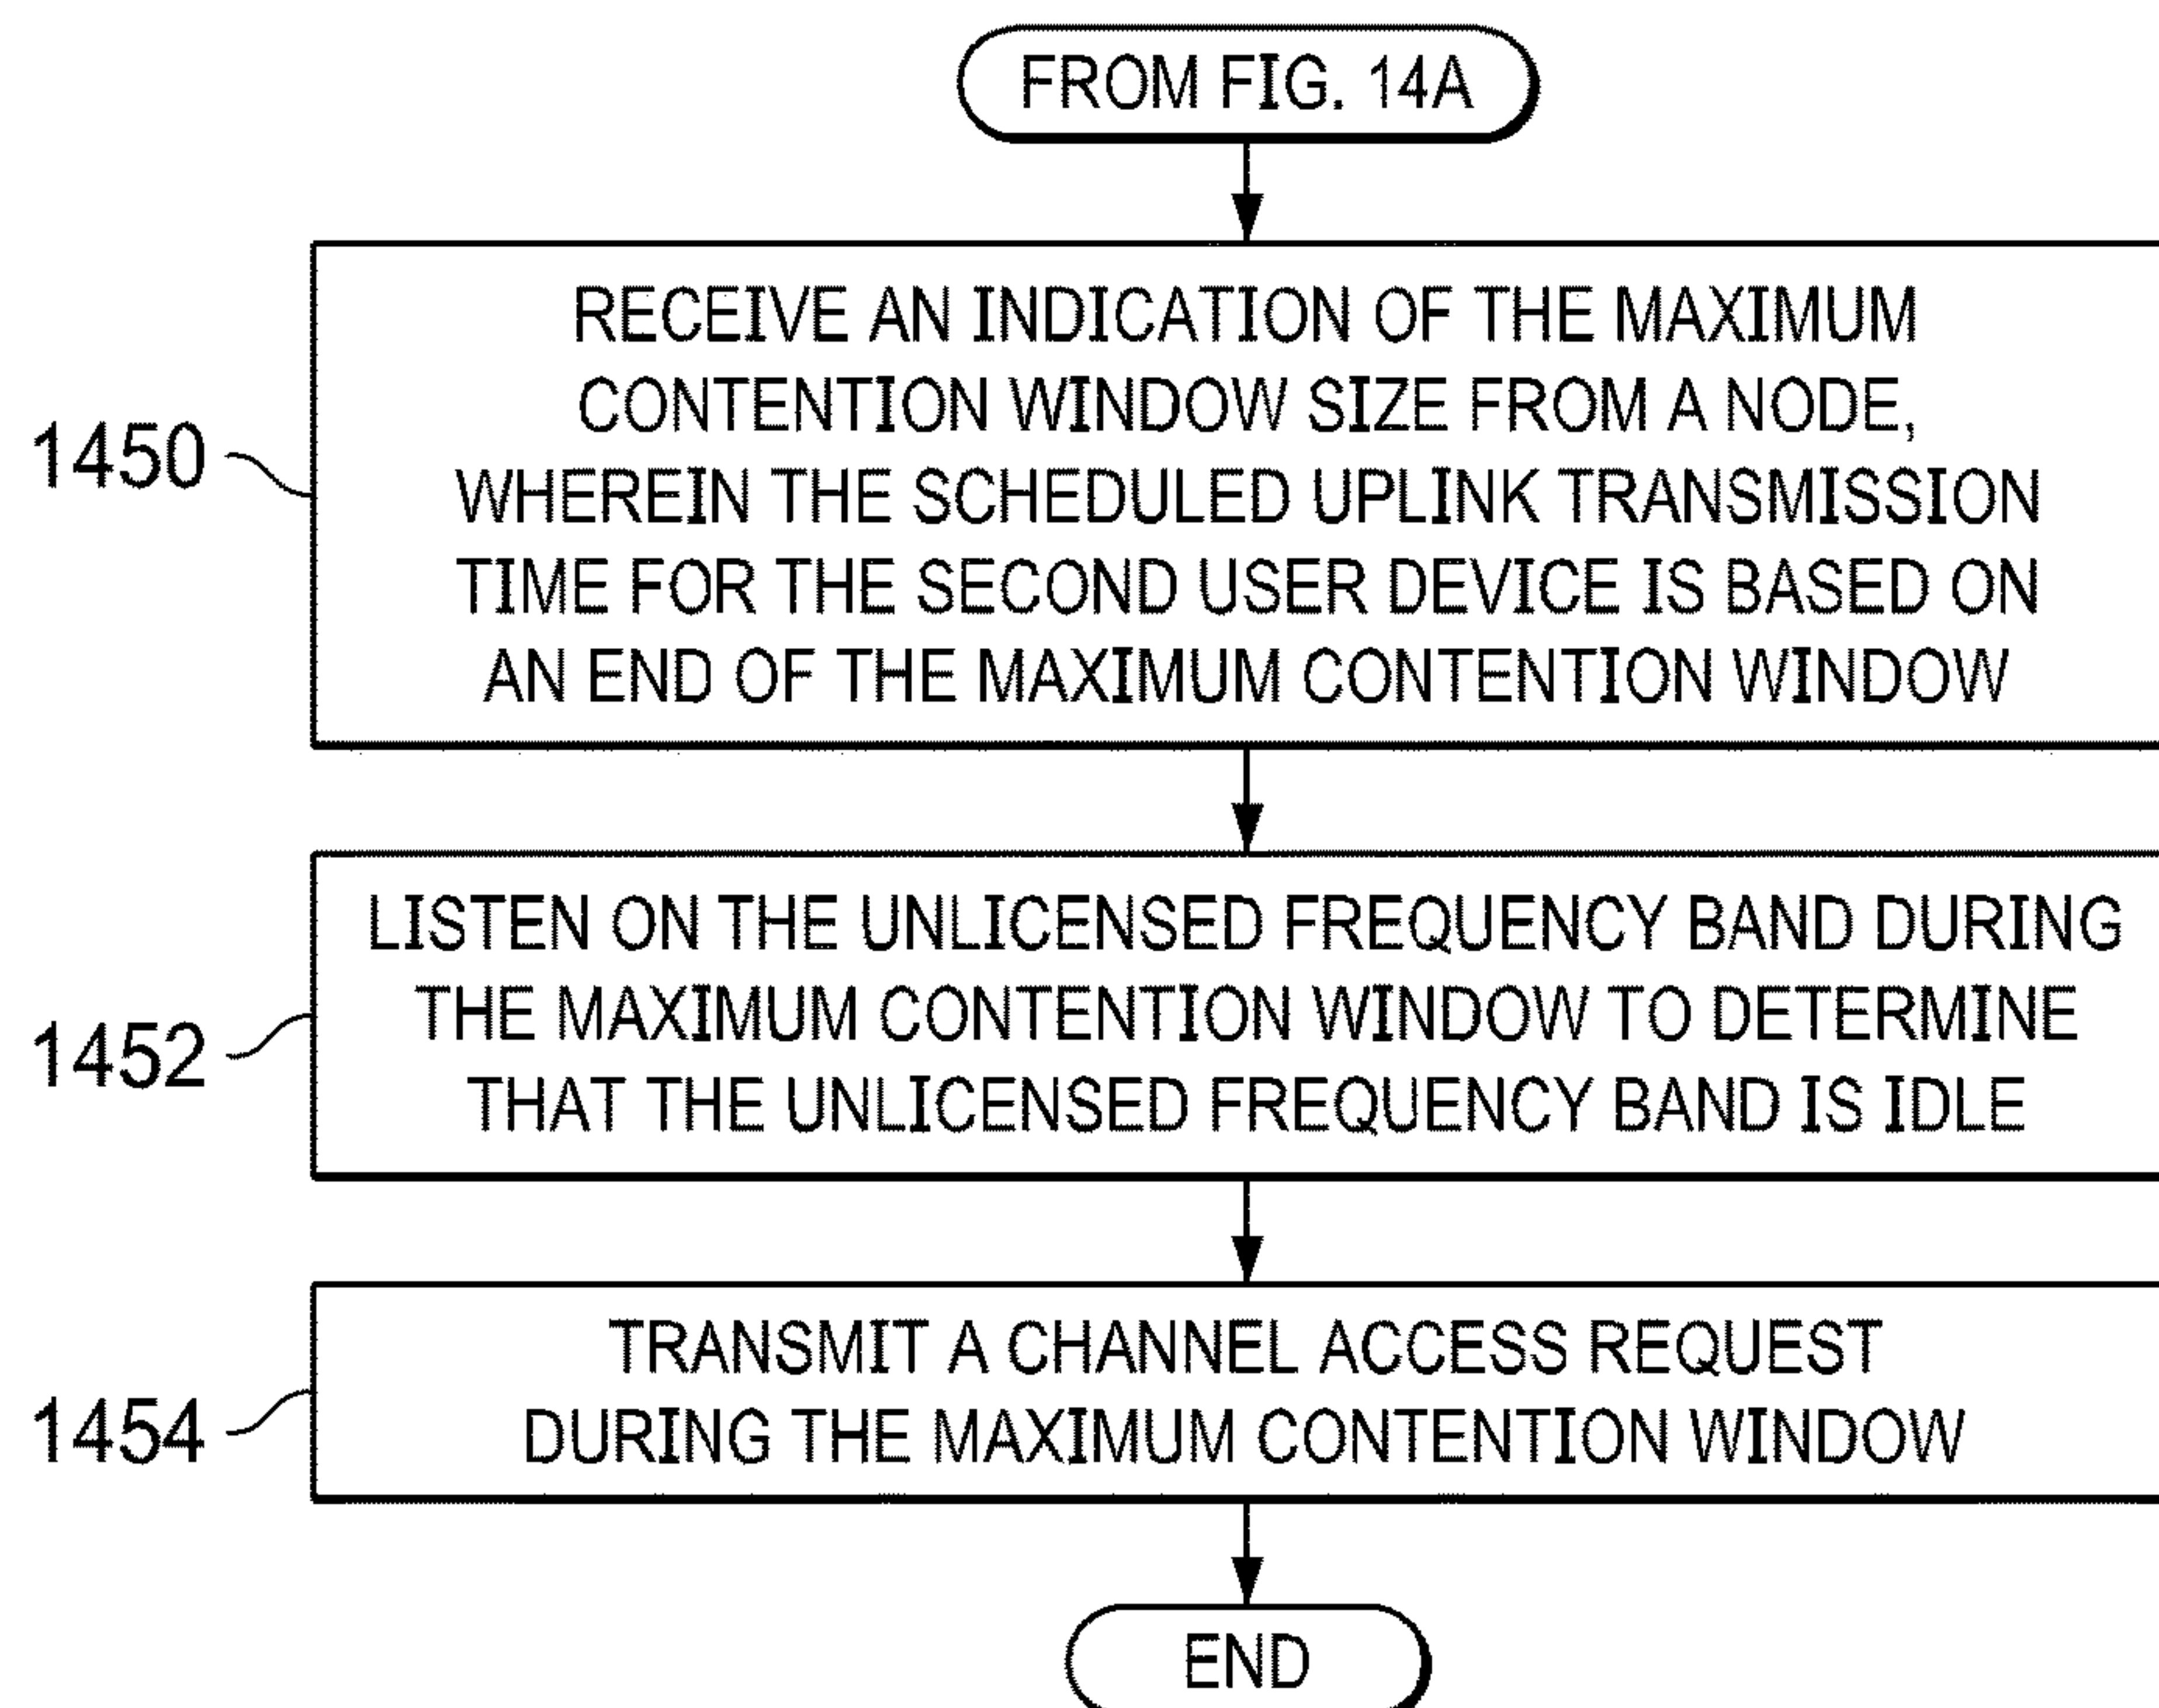 FROM FIG. 14A
RECEIVE AN INDICATION OF THE MAXIMUM
CONTENTION WINDOW SIZE FROM A NODE,
WHEREIN THE SCHEDULED UPLINK TRANSMISSION
TIME FOR THE SECOND USER DEVICE IS BASED ON
AN END OF THE MAXIMUM CONTENTION WINDOW
1450
LISTEN ON THE UNLICENSED FREQUENCY BAND DURING
THE MAXIMUM CONTENTION WINDOW TO DETERMINE
THAT THE UNLICENSED FREQUENCY BAND IS IDLE
1452
TRANSMIT A CHANNEL ACCESS REQUEST
DURING THE MAXIMUM CONTENTION WINDOW
1454
END